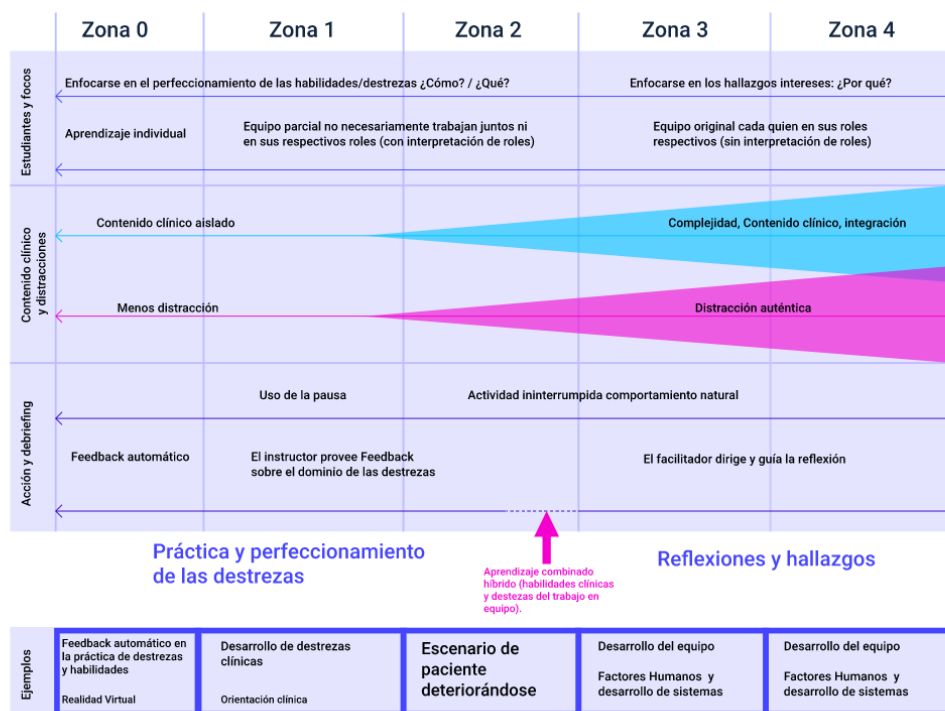 Zona 0
Zona 1
Zona 2
Zona 3
Zona 4
Estudiantes y focos
Enfocarse en el perfeccionamiento de las habilidades/destrezas ¿Cómo? / ¿Qué?
Enfocarse en los hallazgos intereses: ¿Por qué?
Aprendizaje individual
Equipo parcial no necesariamente trabajan juntos ni
en sus respectivos roles (con interpretación de roles)
Equipo original cada quien en sus roles
respectivos (sin interpretación de roles)
Contenido clínico
y distracciones
Contenido clínico aislado
Complejidad, Contenido clínico, integración
Menos distracción
Distracción auténtica
Acción y debriefing
Uso de la pausa
Actividad ininterrumpida comportamiento natural
Feedback automático
El instructor provee Feedback
sobre el dominio de las destrezas
El facilitador dirige y guía la reflexión
Práctica y perfeccionamiento
de las destrezas
Aprendizaje combinado
híbrido (habilidades clínicas
y destezas del trabajo en
equipo).
Reflexiones y hallazgos
Ejemplos
Feedback automático en
la práctica de destrezas
y habilidades
Realidad Virtual
Desarrollo de destrezas
clínicas
Orientación clínica
Escenario de
paciente
deteriorándose
Desarrollo del equipo
Factores Humanos y
desarrollo de sistemas
Desarrollo del equipo
Factores Humanos y
desarrollo de sistemas